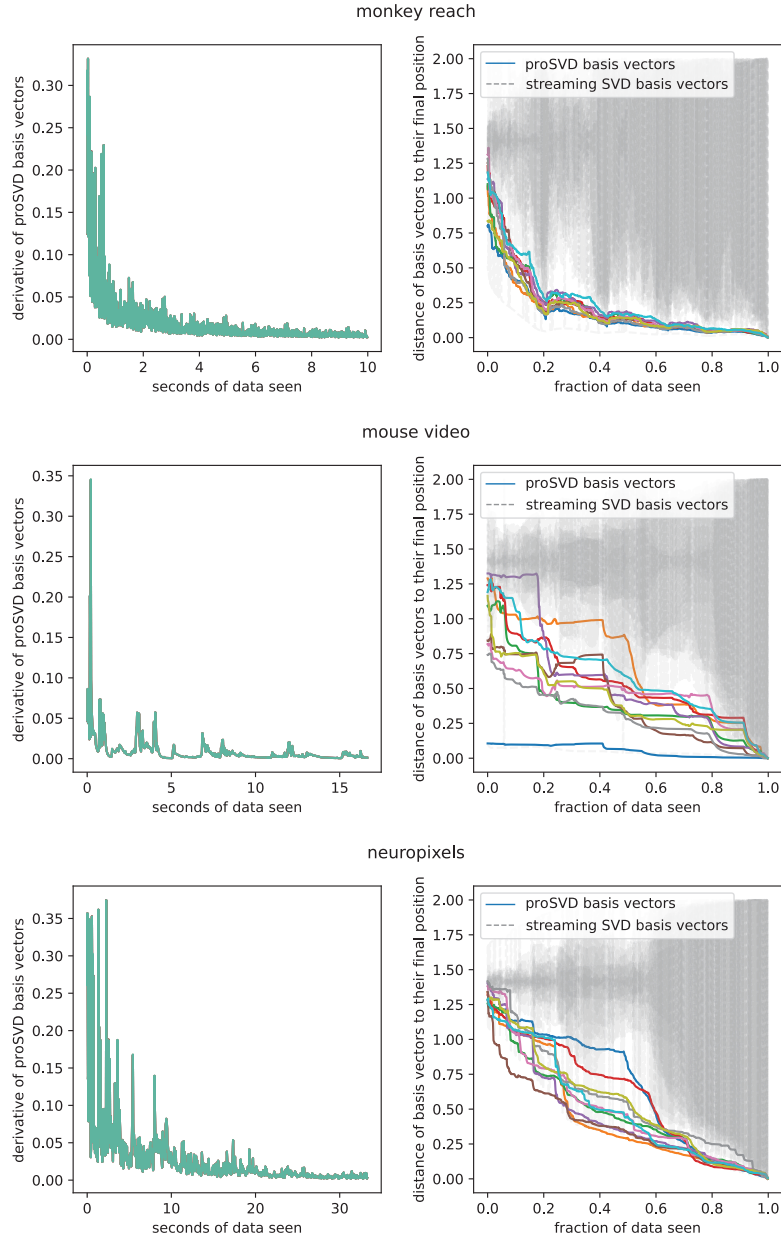 monkey reach
derivative of proSVD basis vectors
0.30
0.25
0.20
0.15
0.10
0.05
0.00
0 2 4 6 8 10
seconds of data seen
distance of basis vectors to their final position
2.00
1.75
1.50
1.25
1.00
0.75
0.50
0.25
0.00
proSVD basis vectors
streaming SVD basis vectors
0.0 0.2 0.4 0.6 0.8 1.0
fraction of data seen
mouse video
derivative of proSVD basis vectors
0.35
0.30
0.25
0.20
0.15
0.10
0.05
0.00
0 5 10 15
seconds of data seen
distance of basis vectors to their final position
2.00
1.75
1.50
1.25
1.00
0.75
0.50
0.25
0.00
proSVD basis vectors
streaming SVD basis vectors
0.0 0.2 0.4 0.6 0.8 1.0
fraction of data seen
neuropixels
derivative of proSVD basis vectors
0.35
0.30
0.25
0.20
0.15
0.10
0.05
0.00
0 10 20 30
seconds of data seen
distance of basis vectors to their final position
2.00
1.75
1.50
1.25
1.00
0.75
0.50
0.25
0.00
proSVD basis vectors
streaming SVD basis vectors
0.0 0.2 0.4 0.6 0.8 1.0
fraction of data seen